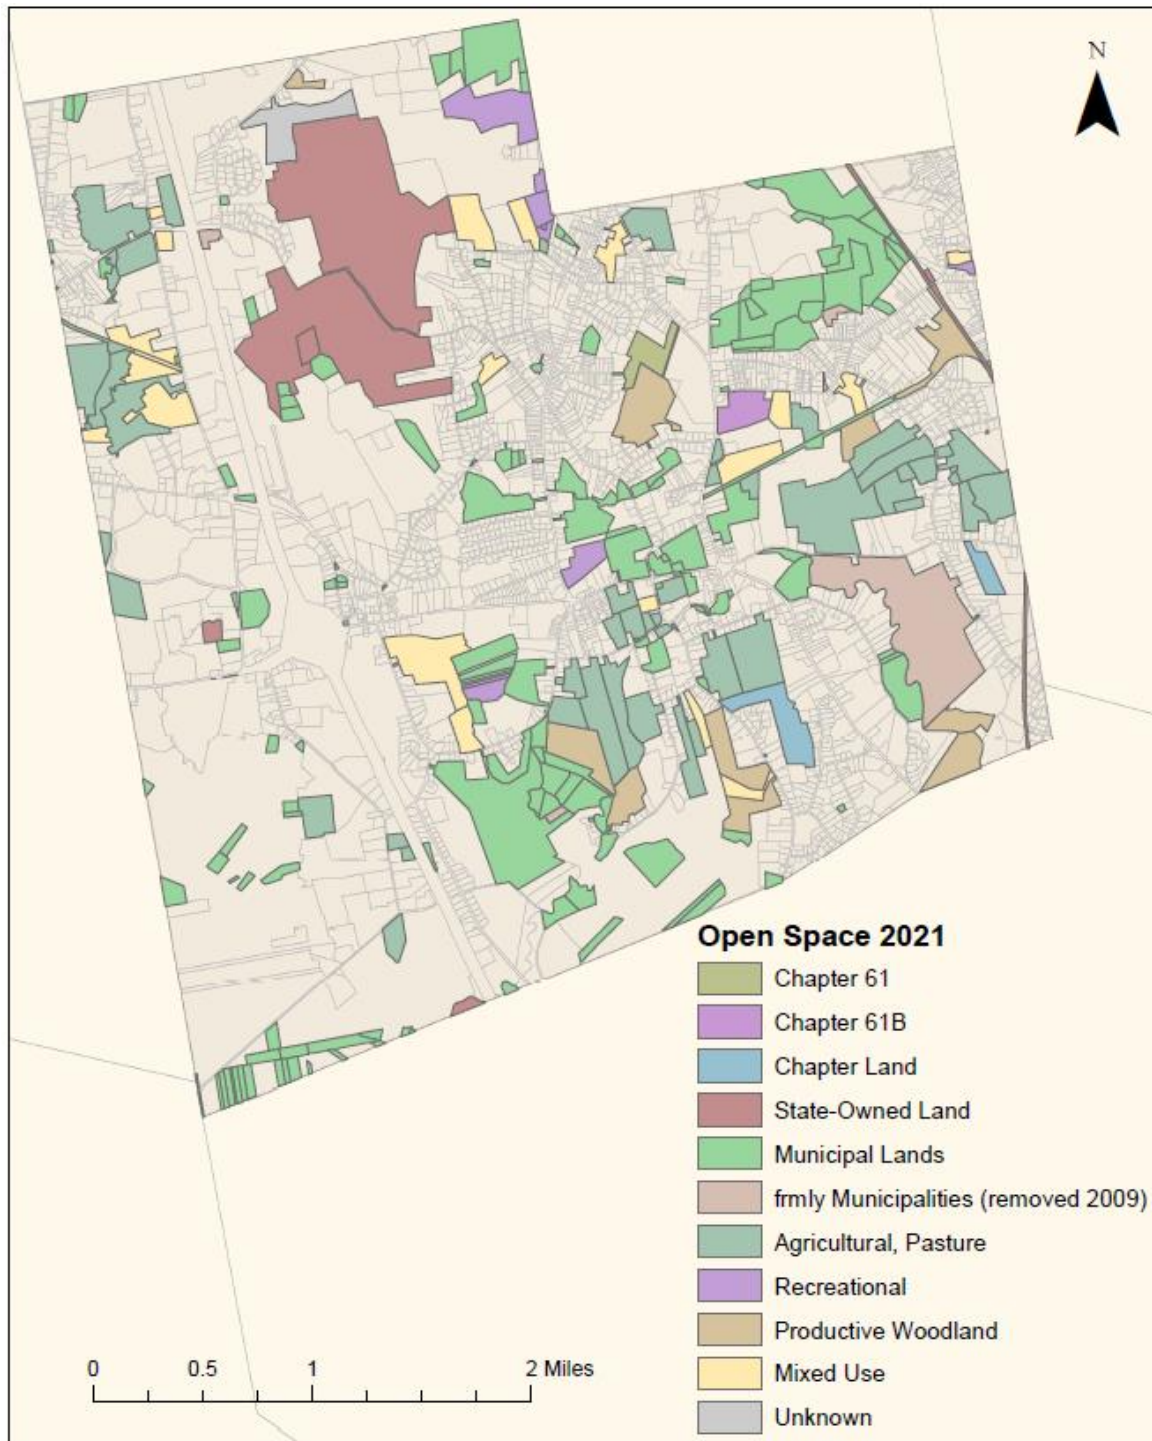 N
Open Space 2021
Chapter 61
Chapter 61B
Chapter Land
State-Owned Land
Municipal Lands
frmly Municipalities (removed 2009)
Agricultural, Pasture
Recreational
Productive Woodland
Mixed Use
Unknown
0 0.5 1 2 Miles